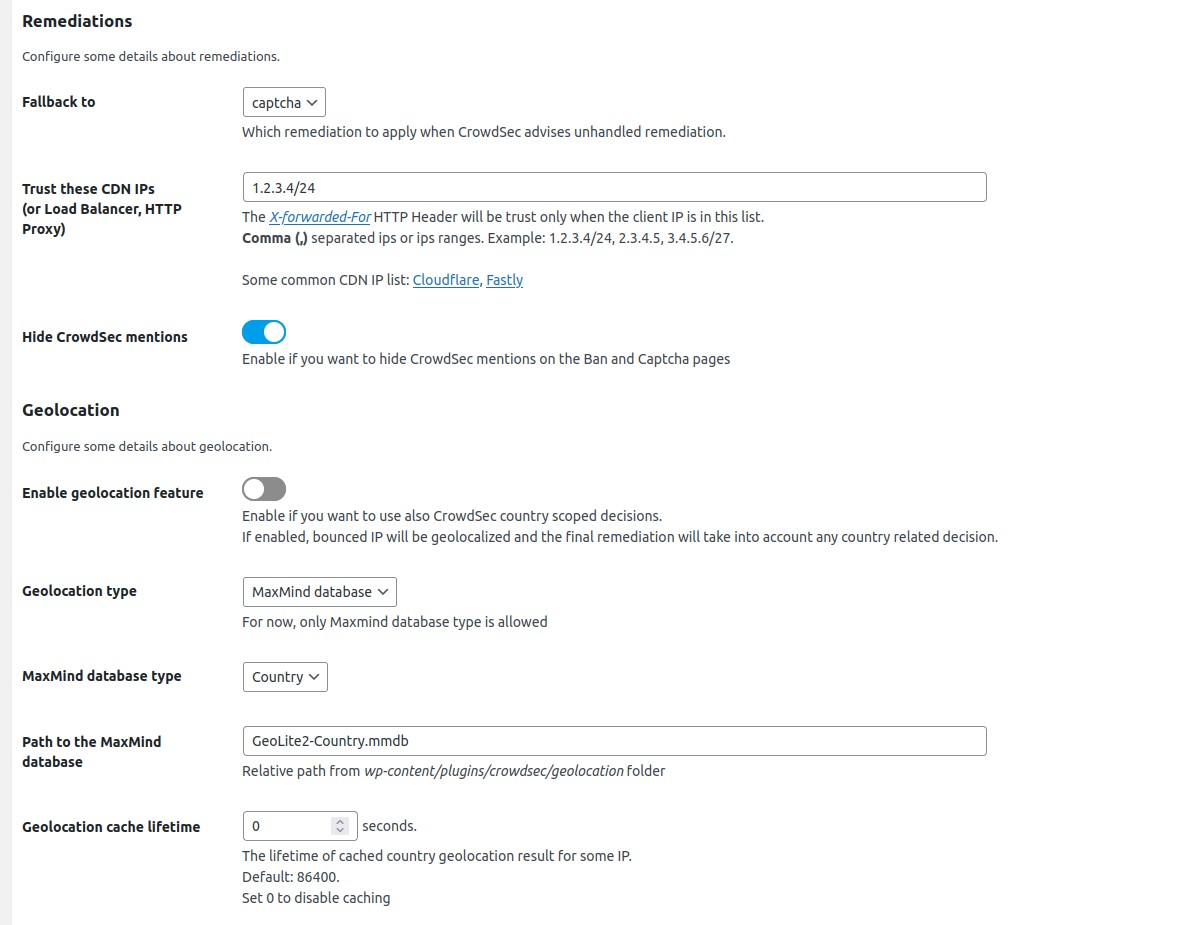 Remediations
Configure some details about remediations.
Fallback to
captcha
Which remediation to apply when CrowdSec advises unhandled remediation.
Trust these CDN IPs
(or Load Balancer, HTTP
Proxy)
1.2.3.4/24
The X-forwarded-For HTTP Header will be trust only when the client IP is in this list.
Comma (,) separated ips or ips ranges. Example: 1.2.3.4/24, 2.3.4.5, 3.4.5.6/27.
Some common CDN IP list: Cloudflare, Fastly
Hide CrowdSec mentions
Enable if you want to hide CrowdSec mentions on the Ban and Captcha pages
Geolocation
Configure some details about geolocation.
Enable geolocation feature
Enable if you want to use also CrowdSec country scoped decisions.
If enabled, bounced IP will be geolocalized and the final remediation will take into account any country related decision.
Geolocation type
MaxMind database
For now, only Maxmind database type is allowed
MaxMind database type
Country
Path to the MaxMind
database
GeoLite2-Country.mmdb
Relative path from wp-content/plugins/crowdsec/geolocation folder
Geolocation cache lifetime
0 seconds.
The lifetime of cached country geolocation result for some IP.
Default: 86400.
Set 0 to disable caching